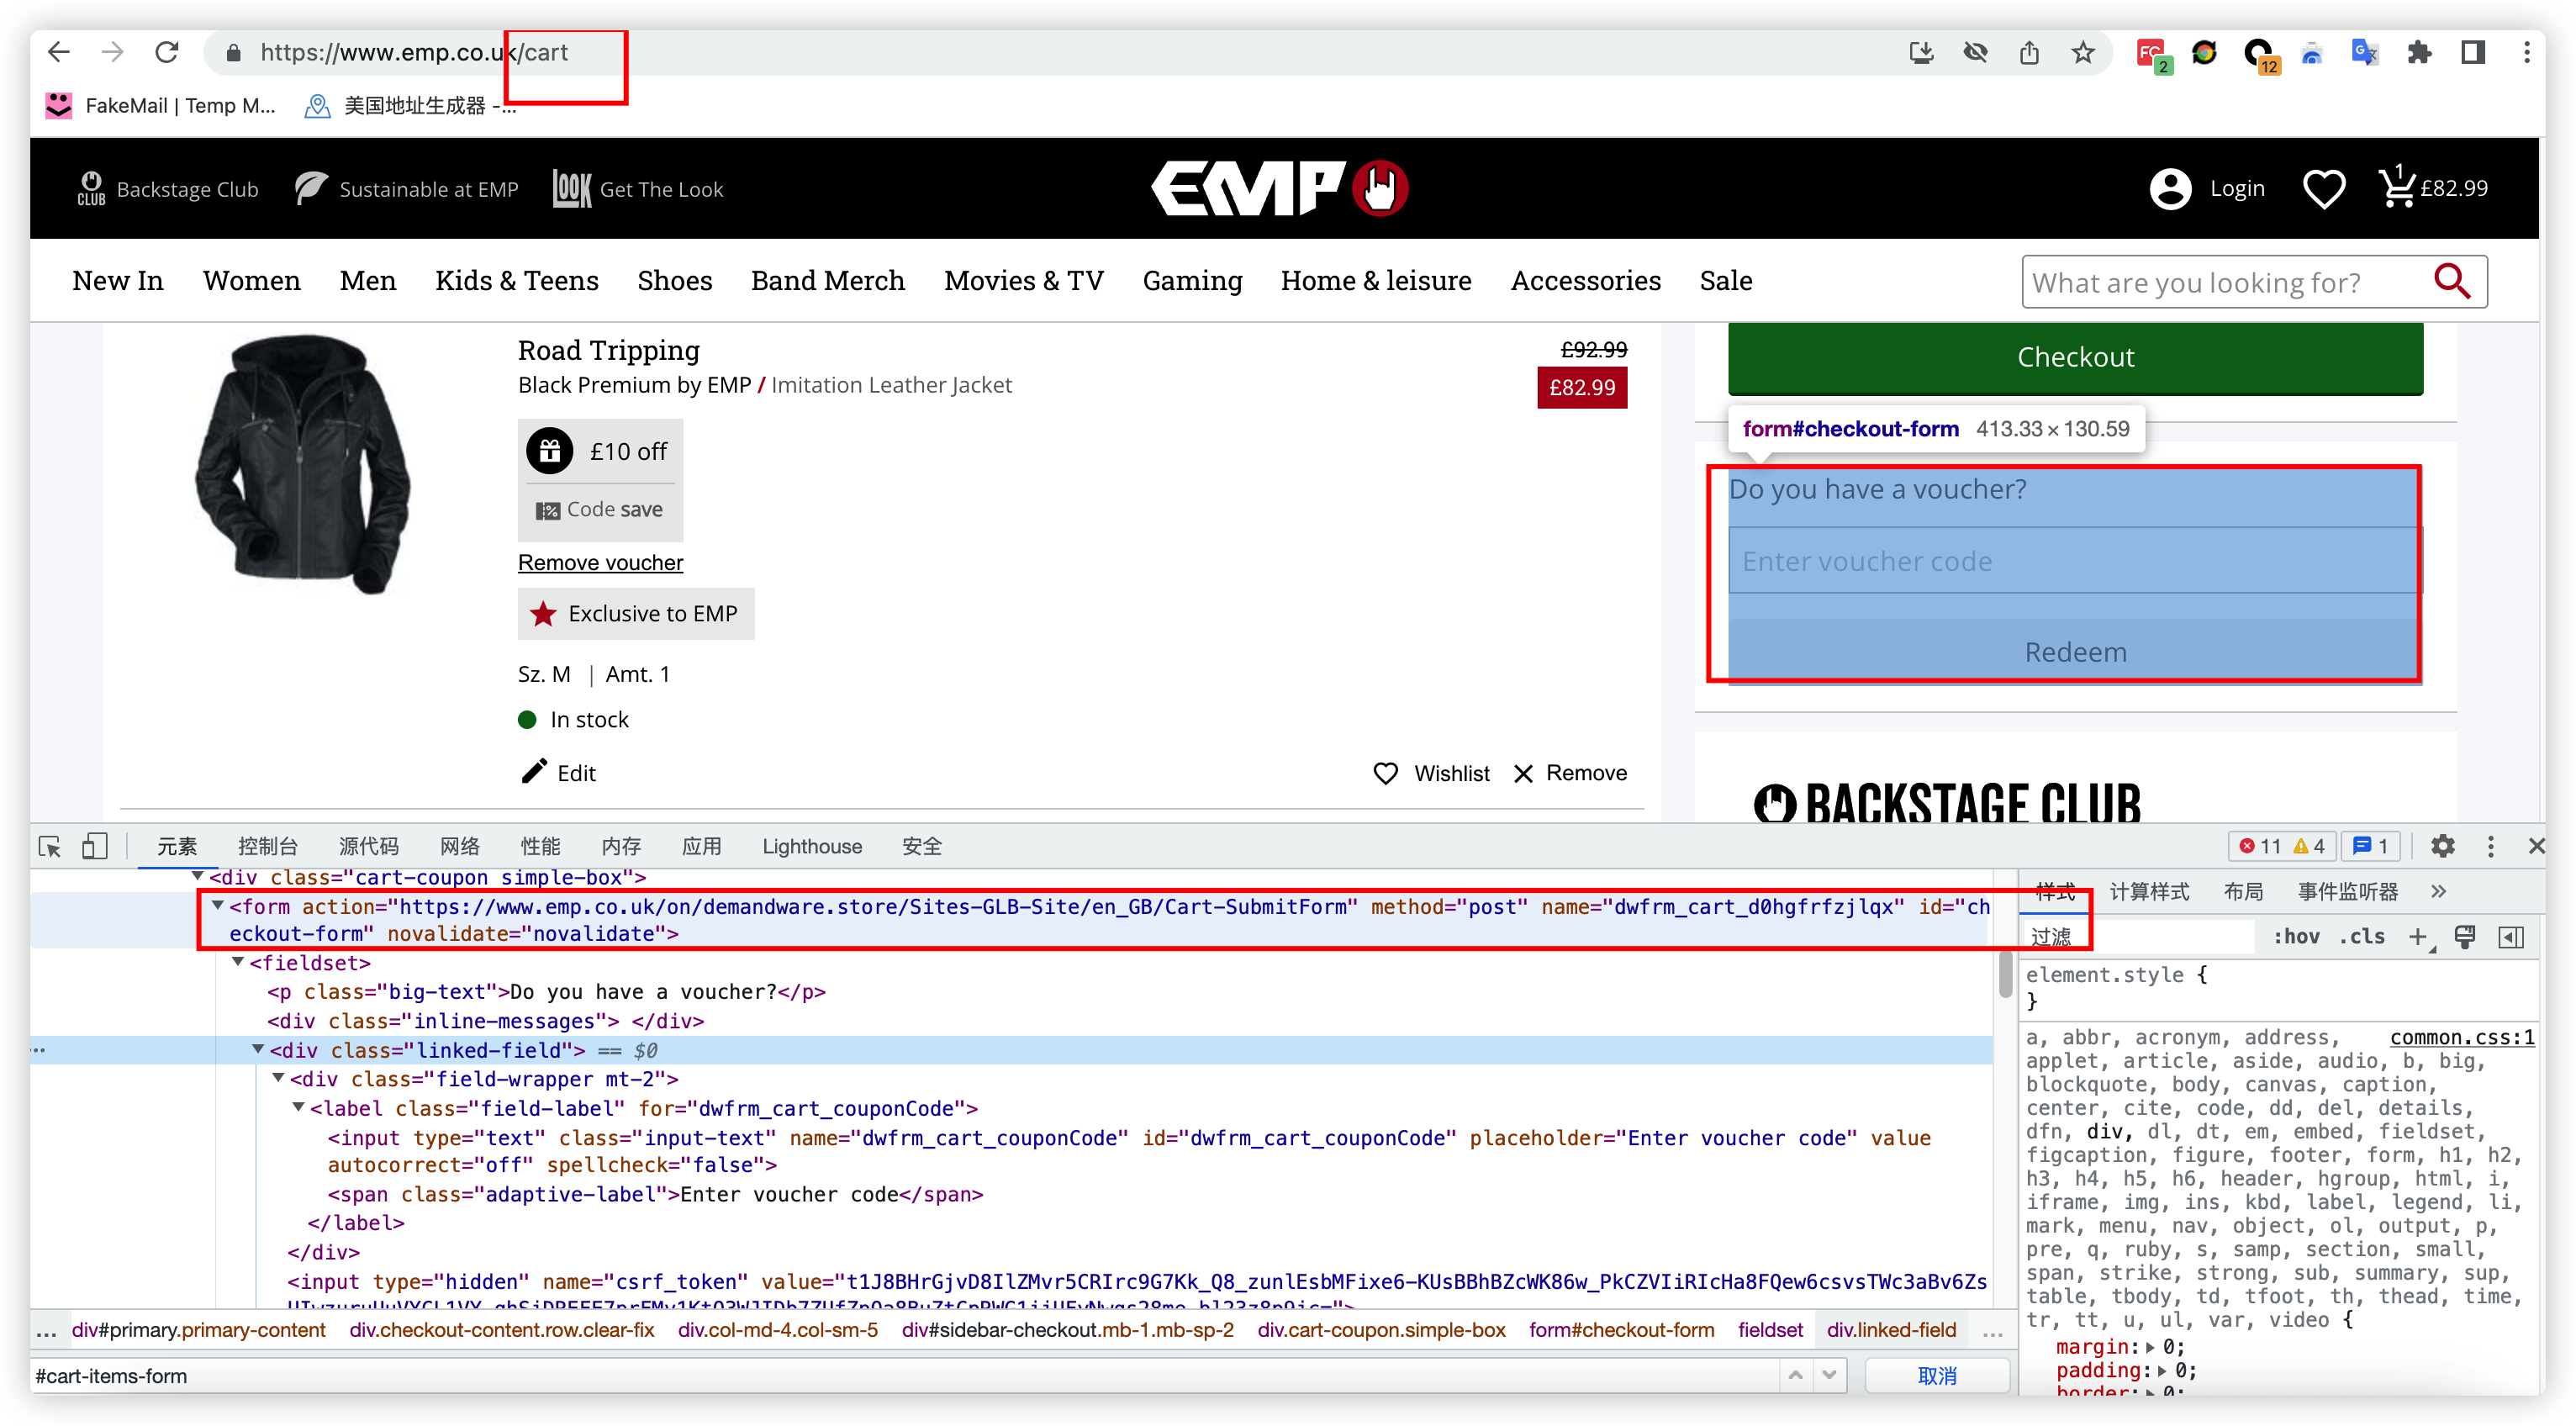 https://www.emp.co.uk/cart
FC
2
12
FakeMail | Temp M...
美国地址生成器 -...
CLUB
Backstage Club
Sustainable at EMP
LOOK
Get The Look
EMP
Login
1
£82.99
New In
Women
Men
Kids & Teens
Shoes
Band Merch
Movies & TV
Gaming
Home & leisure
Accessories
Sale
What are you looking for?
Road Tripping
Black Premium by EMP / Imitation Leather Jacket
£92.99
£82.99
£10 off
Code save
Remove voucher
Exclusive to EMP
Sz. M | Amt. 1
In stock
Edit
Wishlist
Remove
Checkout
form#checkout-form 413.33 × 130.59
Do you have a voucher?
Enter voucher code
Redeem
BACKSTAGE CLUB
元素
控制台
源代码
网络
性能
内存
应用
Lighthouse
安全
11
4
1
<div class="cart-coupon simple-box">
<form action="https://www.emp.co.uk/on/demandware.store/Sites-GLB-Site/en_GB/Cart-SubmitForm" method="post" name="dwfrm_cart_d0hgfrfzjlqx" id="ch
eckout-form" novalidate="novalidate">
<fieldset>
<p class="big-text">Do you have a voucher?</p>
<div class="inline-messages"> </div>
<div class="linked-field"> == $0
<div class="field-wrapper mt-2">
<label class="field-label" for="dwfrm_cart_couponCode">
<input type="text" class="input-text" name="dwfrm_cart_couponCode" id="dwfrm_cart_couponCode" placeholder="Enter voucher code" value
autocorrect="off" spellcheck="false">
<span class="adaptive-label">Enter voucher code</span>
</label>
</div>
<input type="hidden" name="csrf_token" value="t1J8BHrGjvD8IlZMvr5CRIrc9G7Kk_Q8_zunlEsbMFixe6-KUsBBhBZcWK86w_PkCZVIiRIcHa8FQew6csvsTWc3aBv6Zs
... div#primary.primary-content div.checkout-content.row.clear-fix div.col-md-4.col-sm-5 div#sidebar-checkout.mb-1.mb-sp-2 div.cart-coupon.simple-box form#checkout-form fieldset div.linked-field ...
#cart-items-form
取消
样式
计算样式
布局
事件监听器
过滤
:hov .cls
element.style {
}
a, abbr, acronym, address, common.css:1
applet, article, aside, audio, b, big,
blockquote, body, canvas, caption,
center, cite, code, dd, del, details,
dfn, div, dl, dt, em, embed, fieldset,
figcaption, figure, footer, form, h1, h2,
h3, h4, h5, h6, header, hgroup, html, i,
iframe, img, ins, kbd, label, legend, li,
mark, menu, nav, object, ol, output, p,
pre, q, ruby, s, samp, section, small,
span, strike, strong, sub, summary, sup,
table, tbody, td, tfoot, th, thead, time,
tr, tt, u, ul, var, video {
margin: 0;
padding: 0;
border: 0;